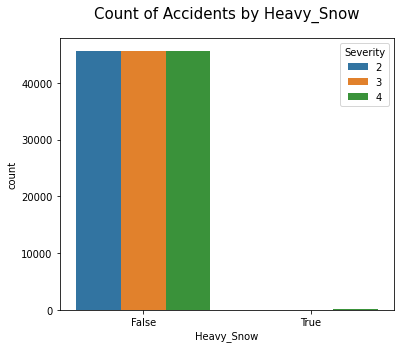 Count of Accidents by Heavy_Snow
Severity
2
3
4
count
40000
30000
20000
10000
0
False
True
Heavy_Snow